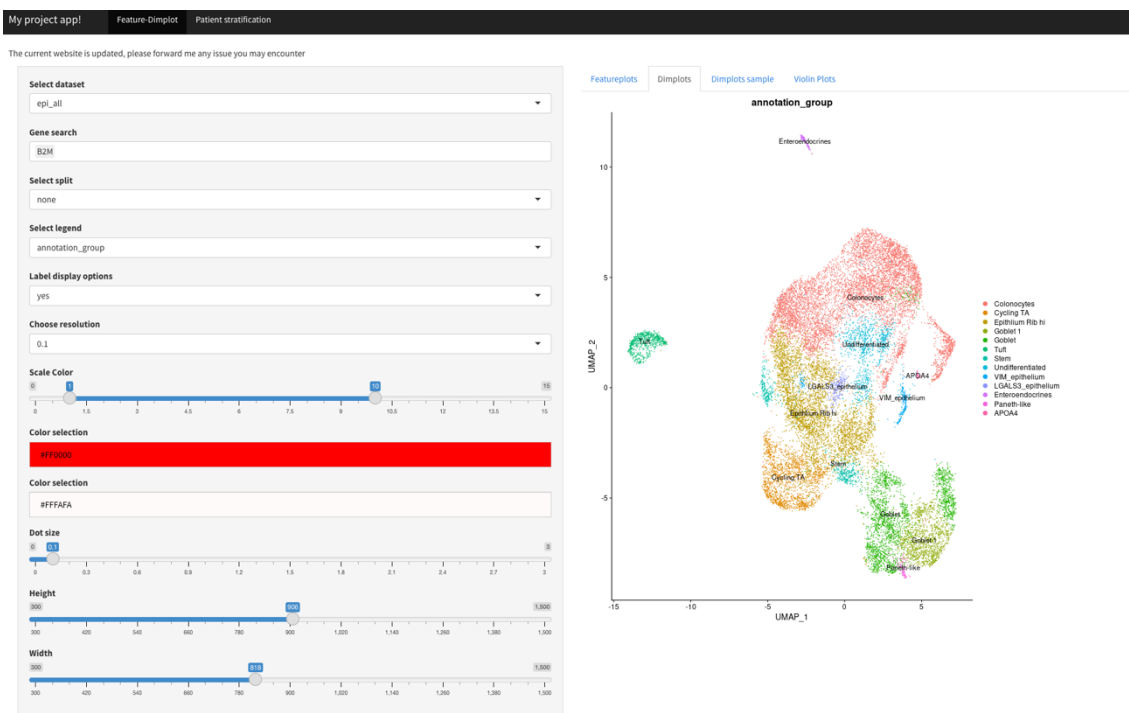 My project app! Feature-Dimplot Patient stratification
The current website is updated, please forward me any issue you may encounter
Select dataset
epi_all
Gene search
B2M
Select split
none
Select legend
annotation_group
Label display options
yes
Choose resolution
0.1
Scale Color
0 1 10 15
0 1.5 3 4.5 6 7.5 9 10.5 12 13.5 15
Color selection
#FF0000
Color selection
#FFFAFA
Dot size
0 0.1 3
0 0.3 0.6 0.9 1.2 1.5 1.8 2.1 2.4 2.7 3
Height
300 906 1,500
300 420 540 660 780 900 1,020 1,140 1,260 1,380 1,500
Width
300 818 1,500
300 420 540 660 780 900 1,020 1,140 1,260 1,380 1,500
Featureplots Dimplots Dimplots sample Violin Plots
annotation_group
Enteroendocrines
Colonocytes
Tuft
Undifferentiated
APOA4
LGALS3_epithelium
VIM_epithelium
Epithlium Rib hi
Stem
Cycling TA
Goblet
Goblet 1
Paneth-like
UMAP_2
10
5
0
-5
-15 -10 -5 0 5
UMAP_1
Colonocytes
Cycling TA
Epithlium Rib hi
Goblet 1
Goblet
Tuft
Stem
Undifferentiated
VIM_epithelium
LGALS3_epithelium
Enteroendocrines
Paneth-like
APOA4